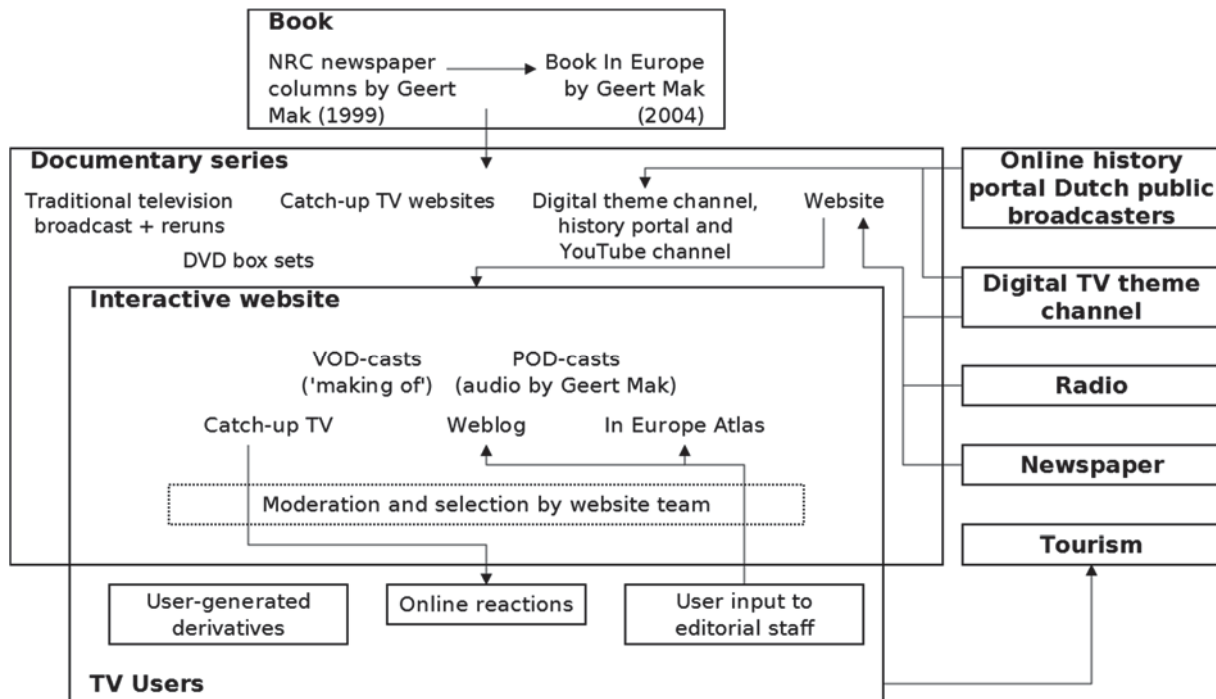 Book
NRC newspaper
columns by Geert
Mak (1999)
Book In Europe
by Geert Mak
(2004)
Documentary series
Traditional television
broadcast + reruns
Catch-up TV websites
Digital theme channel,
history portal and
YouTube channel
Website
DVD box sets
Interactive website
VOD-casts
('making of')
POD-casts
(audio by Geert Mak)
Catch-up TV
Weblog
In Europe Atlas
Moderation and selection by website team
User-generated
derivatives
Online reactions
User input to
editorial staff
TV Users
Online history
portal Dutch public
broadcasters
Digital TV theme
channel
Radio
Newspaper
Tourism